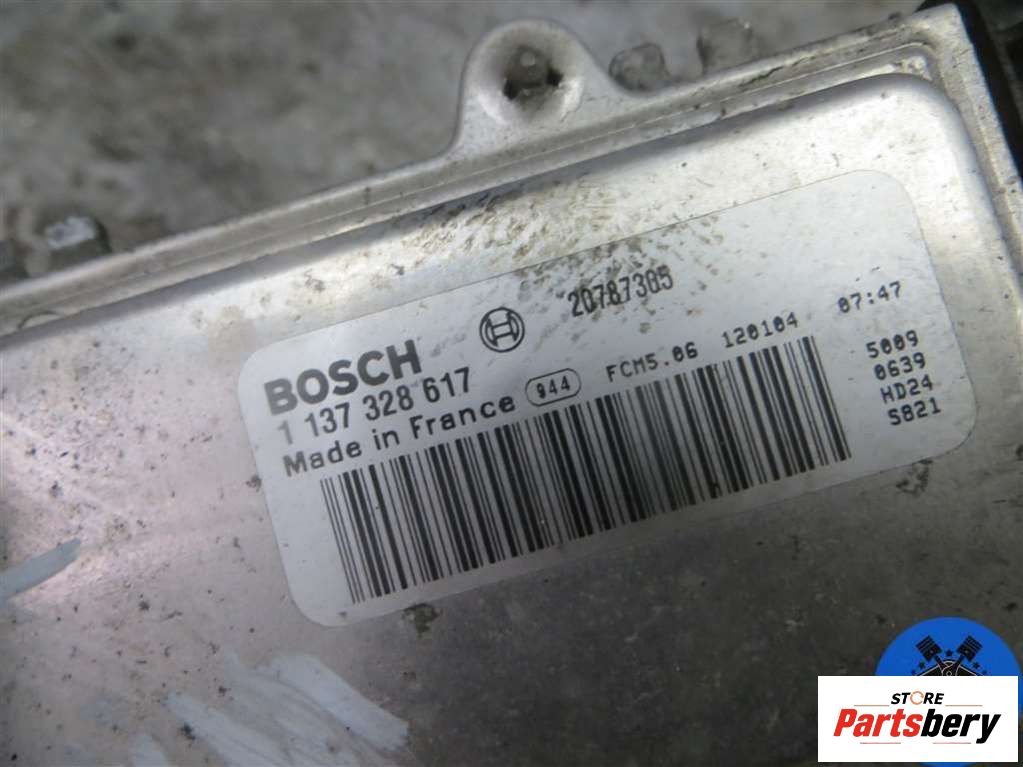 20787305
BOSCH
1 137 328 617
Made in France
944
FCM5.06 120104 07:47
5009
0639
HD24
S821
STORE
Partsbery